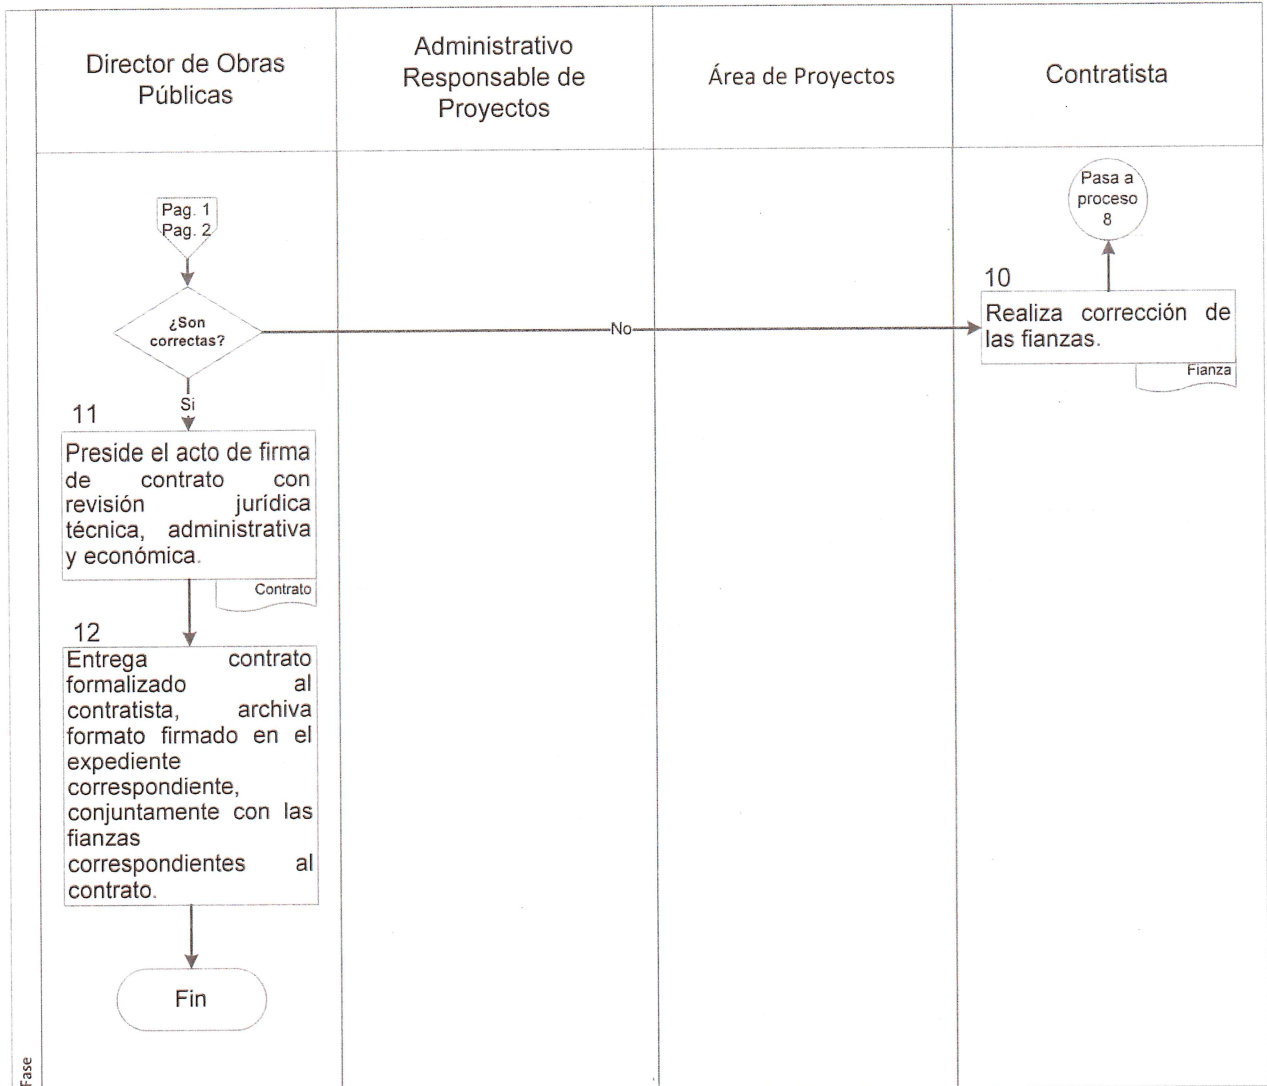 Director de Obras
Públicas
Administrativo
Responsable de
Proyectos
Área de Proyectos
Contratista
Pag. 1
Pag. 2
¿Son
correctas?
No
Pasa a
proceso
8
10
Realiza corrección de
las fianzas.
Fianza
Si
11
Preside el acto de firma
de contrato con
revisión jurídica
técnica, administrativa
y económica.
Contrato
12
Entrega contrato
formalizado al
contratista, archiva
formato firmado en el
expediente
correspondiente,
conjuntamente con las
fianzas
correspondientes al
contrato.
Fin
Fase